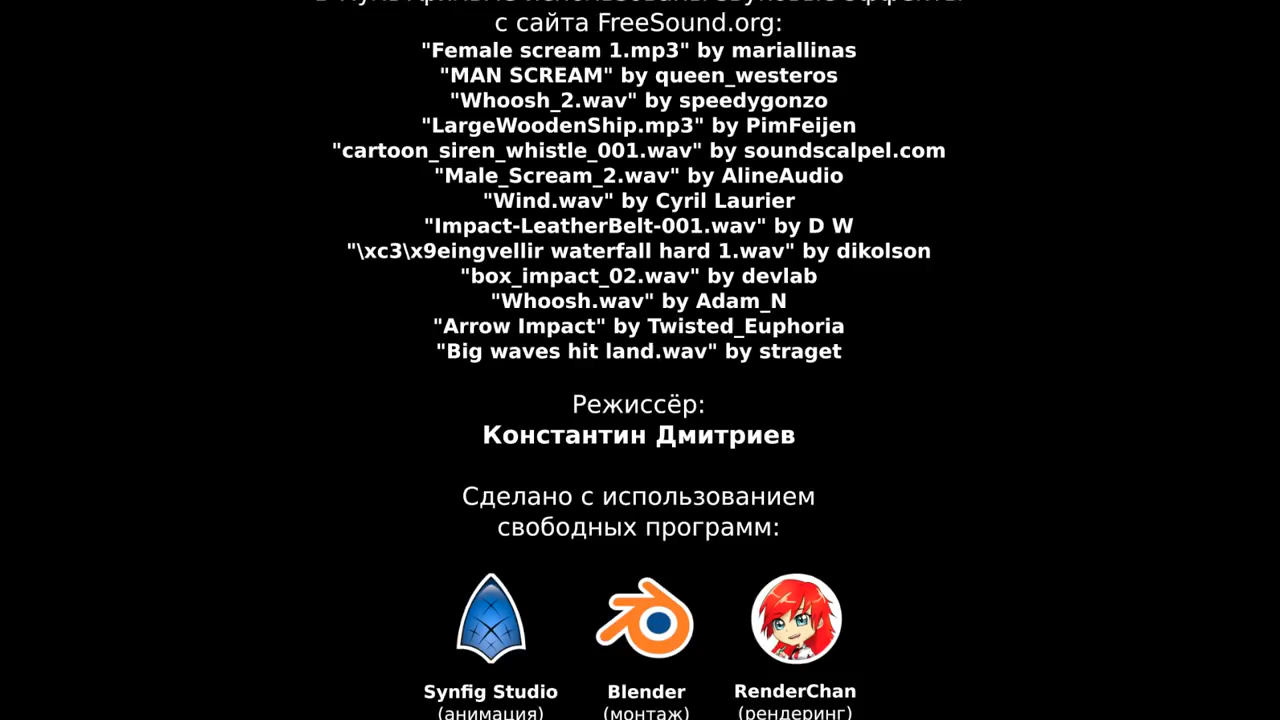 с сайта FreeSound.org:
"Female scream 1.mp3" by mariallinas
"MAN SCREAM" by queen_westeros
"Whoosh_2.wav" by speedygonzo
"LargeWoodenShip.mp3" by PimFeijen
"cartoon_siren_whistle_001.wav" by soundscalpel.com
"Male_Scream_2.wav" by AlineAudio
"Wind.wav" by Cyril Laurier
"Impact-LeatherBelt-001.wav" by D W
"\xc3\x9eingvellir waterfall hard 1.wav" by dikolson
"box_impact_02.wav" by devlab
"Whoosh.wav" by Adam_N
"Arrow Impact" by Twisted_Euphoria
"Big waves hit land.wav" by straget
Режиссёр:
Константин Дмитриев
Сделано с использованием
свободных программ:
Synfig Studio Blender RenderChan
(анимация) (монтаж) (рендеринг)